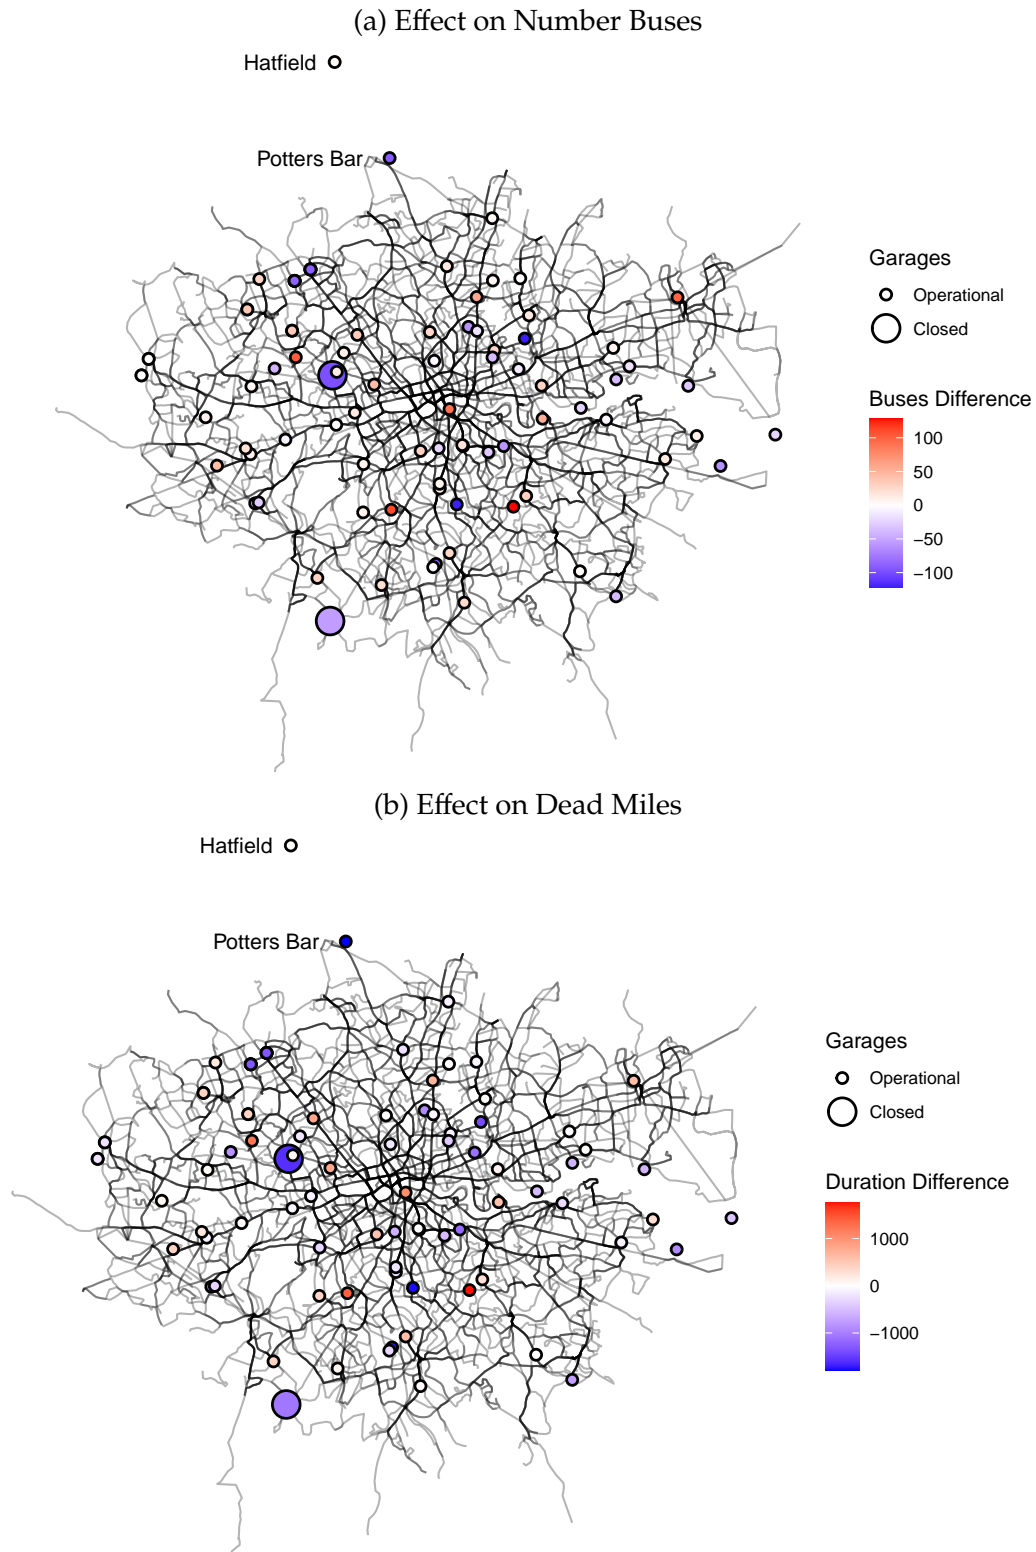 (a) Effect on Number Buses
Hatfield
Potters Bar
Garages
Operational
Closed
Buses Difference
100
50
0
−50
−100
(b) Effect on Dead Miles
Hatfield
Potters Bar
Garages
Operational
Closed
Duration Difference
1000
0
−1000